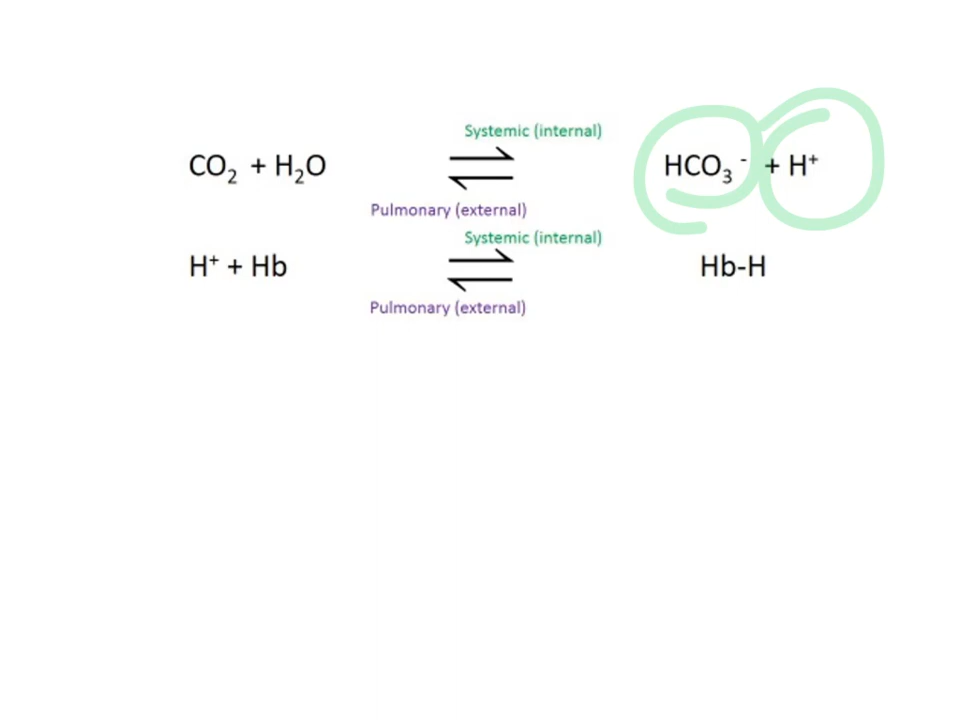 Systemic (internal)
CO₂ + H₂O ⇌ HCO₃⁻ + H⁺
Pulmonary (external)
Systemic (internal)
H⁺ + Hb ⇌ Hb-H
Pulmonary (external)